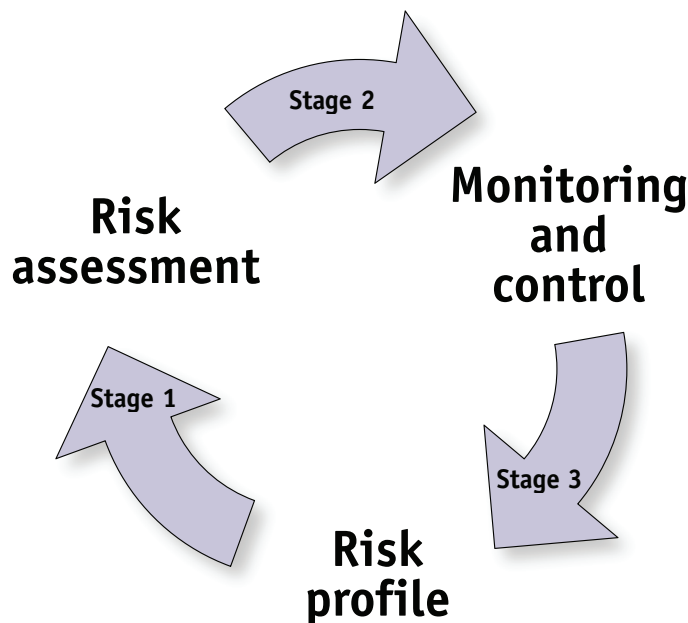 Stage 2
Monitoring
and
control
Risk
assessment
Stage 1
Stage 3
Risk
profile